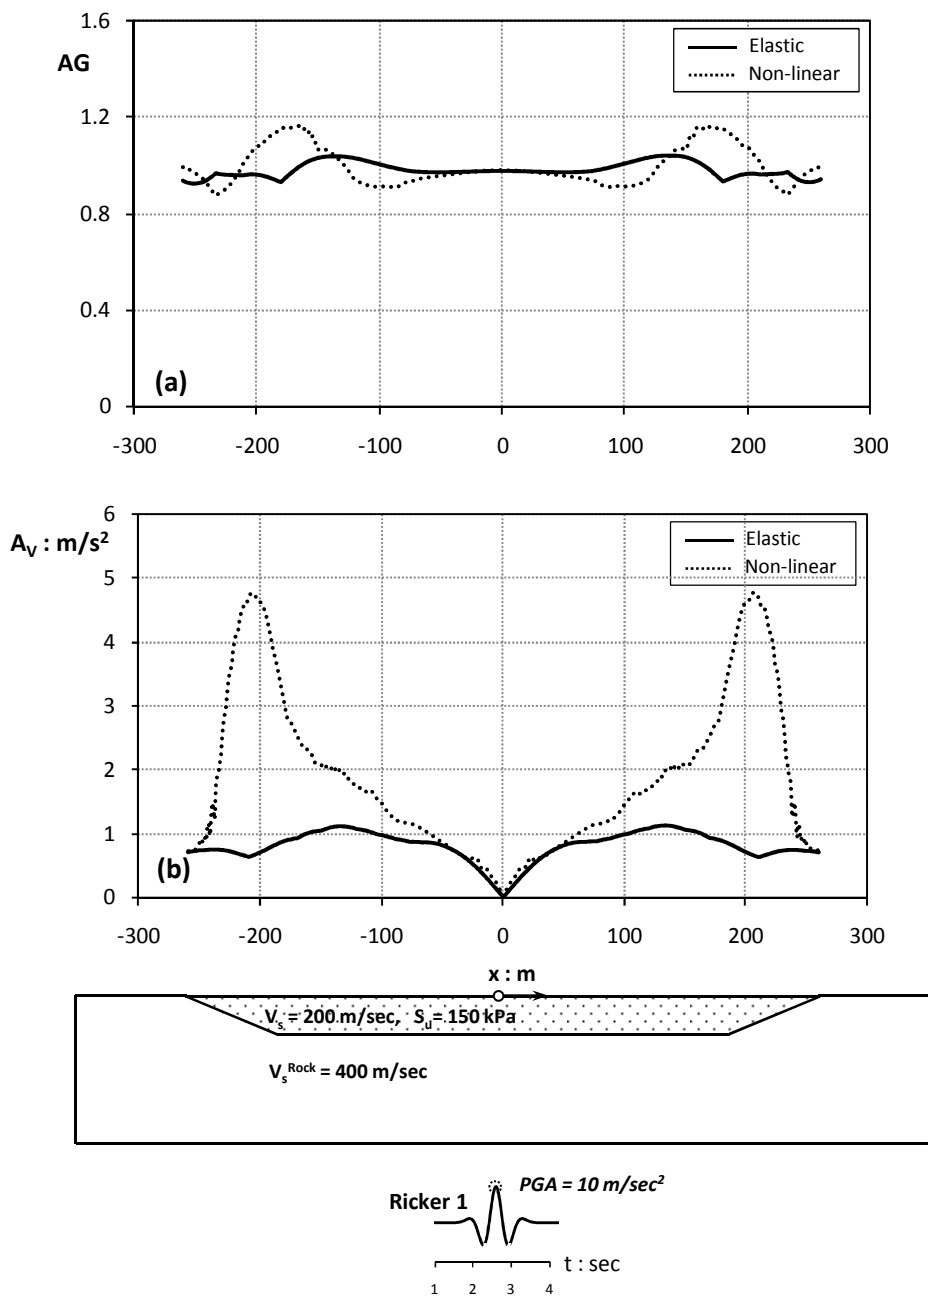 1.6
AG
Elastic
Non-linear
1.2
0.8
0.4
(a)
0
-300 -200 -100 0 100 200 300
6
A_V : m/s²
Elastic
Non-linear
5
4
3
2
1
(b)
0
-300 -200 -100 0 100 200 300
x : m
V_s = 200 m/sec, S_u = 150 kPa
V_s^Rock = 400 m/sec
PGA = 10 m/sec²
Ricker 1
t : sec
1 2 3 4